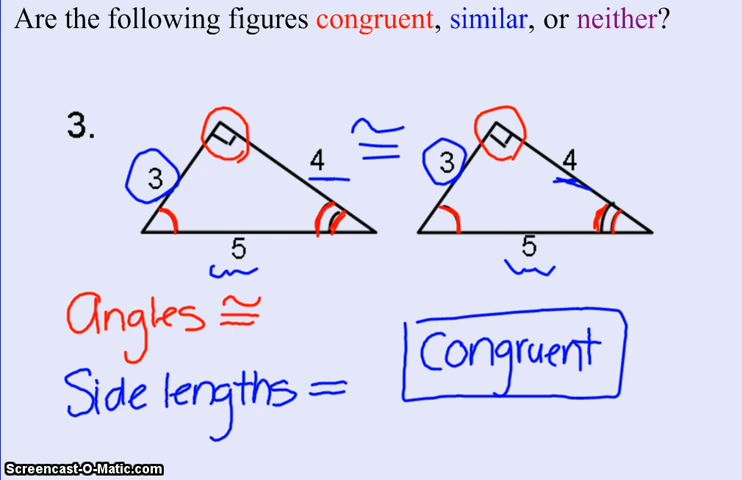 Are the following figures congruent, similar, or neither?
3.
3 4 ≅ 3 4
5 5
Angles ≅
Side lengths =
Congruent
Screencast-O-Matic.com